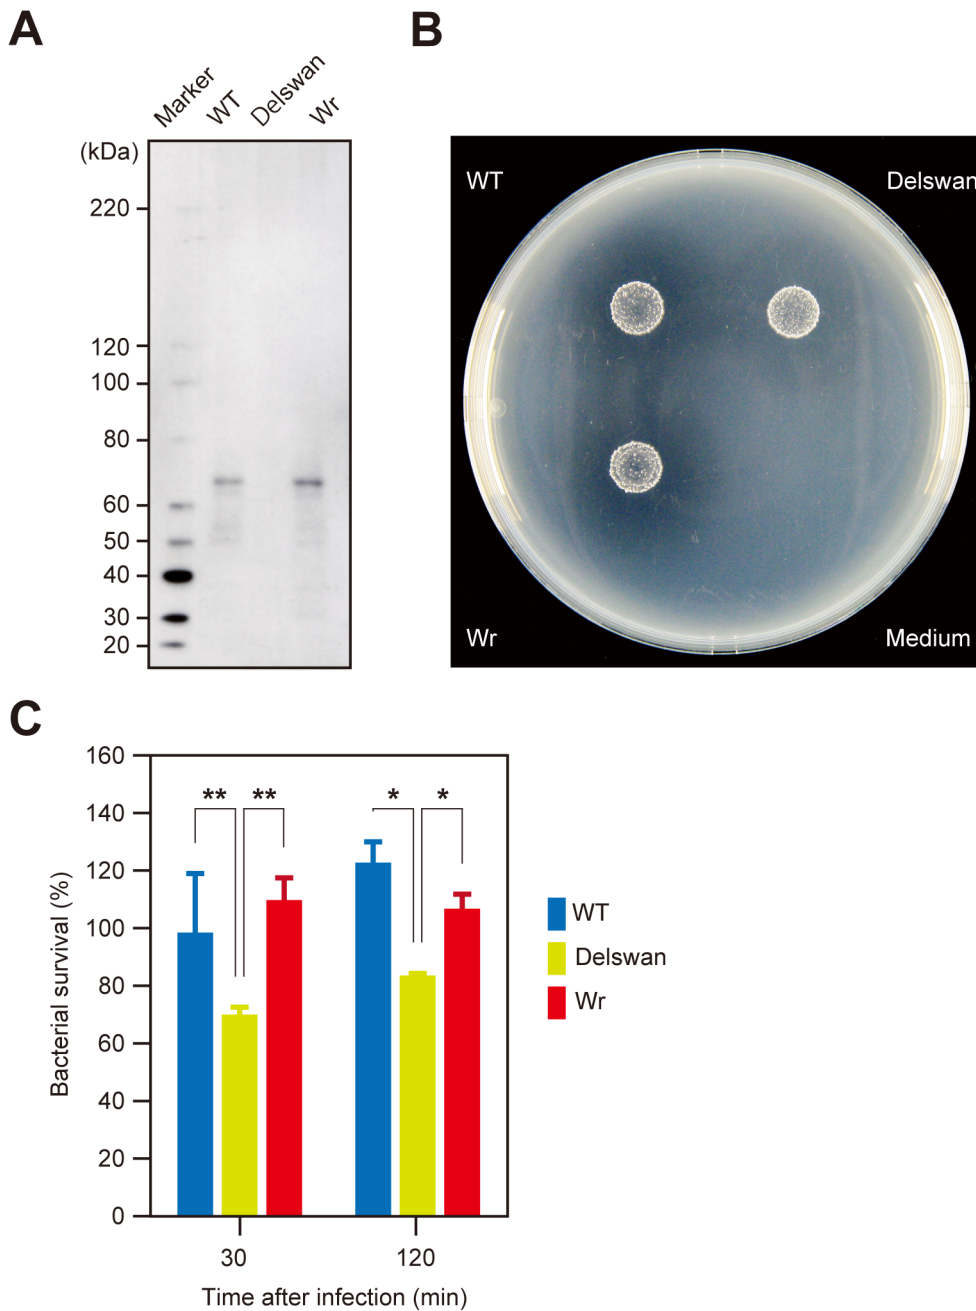 A
Marker
WT
Delswan
Wr
(kDa)
220
120
100
80
60
50
40
30
20
B
WT
Delswan
Wr
Medium
C
Bacterial survival (%)
160
140
120
100
80
60
40
20
0
** ** * *
30
120
Time after infection (min)
WT
Delswan
Wr